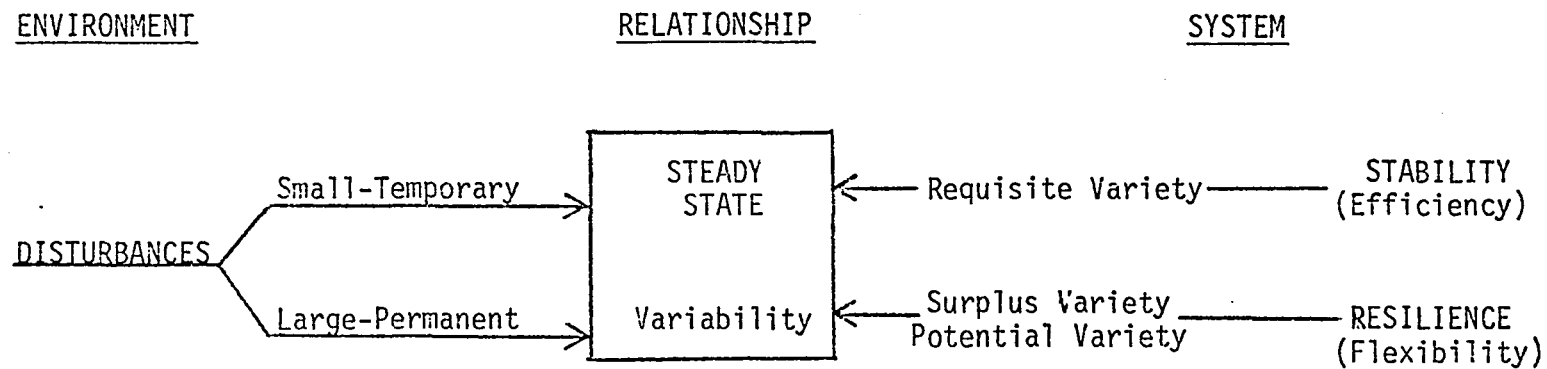 ENVIRONMENT
RELATIONSHIP
SYSTEM
Small-Temporary
DISTURBANCES
Large-Permanent
STEADY
STATE
Variability
Requisite Variety
STABILITY
(Efficiency)
Surplus Variety
Potential Variety
RESILIENCE
(Flexibility)